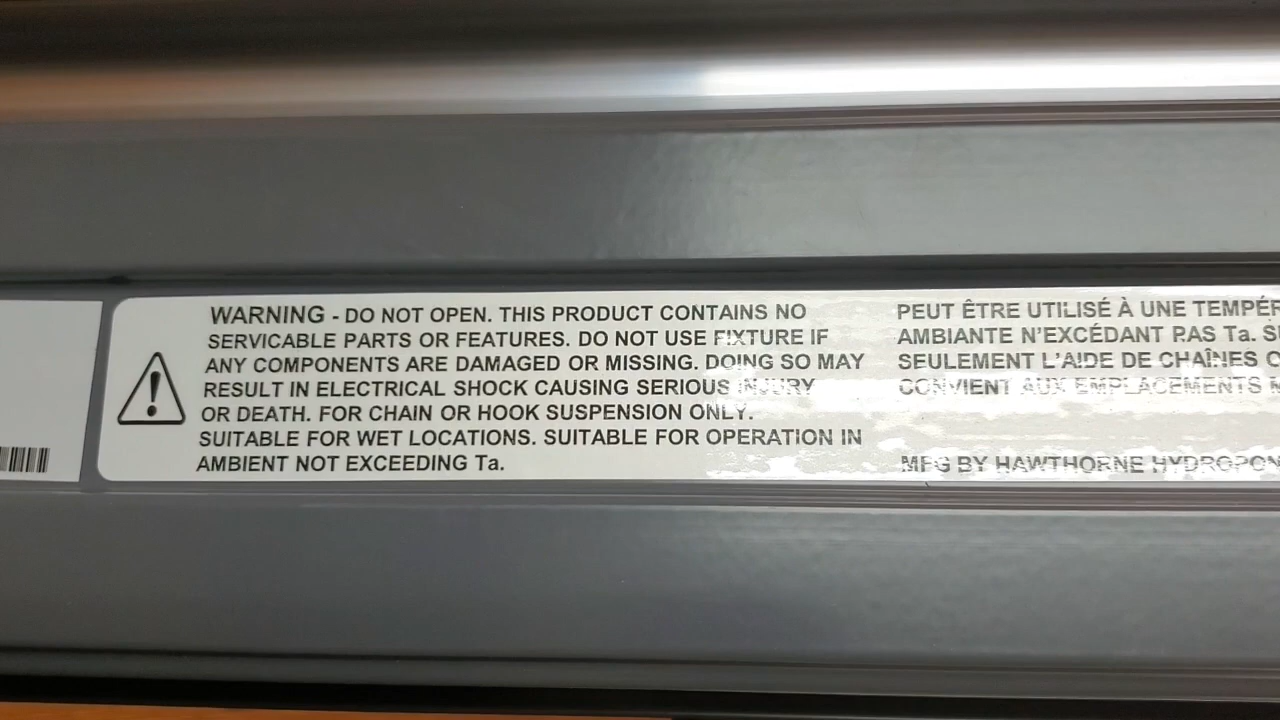 WARNING - DO NOT OPEN. THIS PRODUCT CONTAINS NO
SERVICABLE PARTS OR FEATURES. DO NOT USE FIXTURE IF
ANY COMPONENTS ARE DAMAGED OR MISSING. DOING SO MAY
RESULT IN ELECTRICAL SHOCK CAUSING SERIOUS INJURY
OR DEATH. FOR CHAIN OR HOOK SUSPENSION ONLY.
SUITABLE FOR WET LOCATIONS. SUITABLE FOR OPERATION IN
AMBIENT NOT EXCEEDING Ta.
PEUT ÊTRE UTILISÉ À UNE
AMBIANTE N'EXCÉDANT PAS Ta.
SEULEMENT L'AIDE DE CHAÎNES
CONVIENT AUX EMPLACEMENTS
MFG BY HAWTHORNE